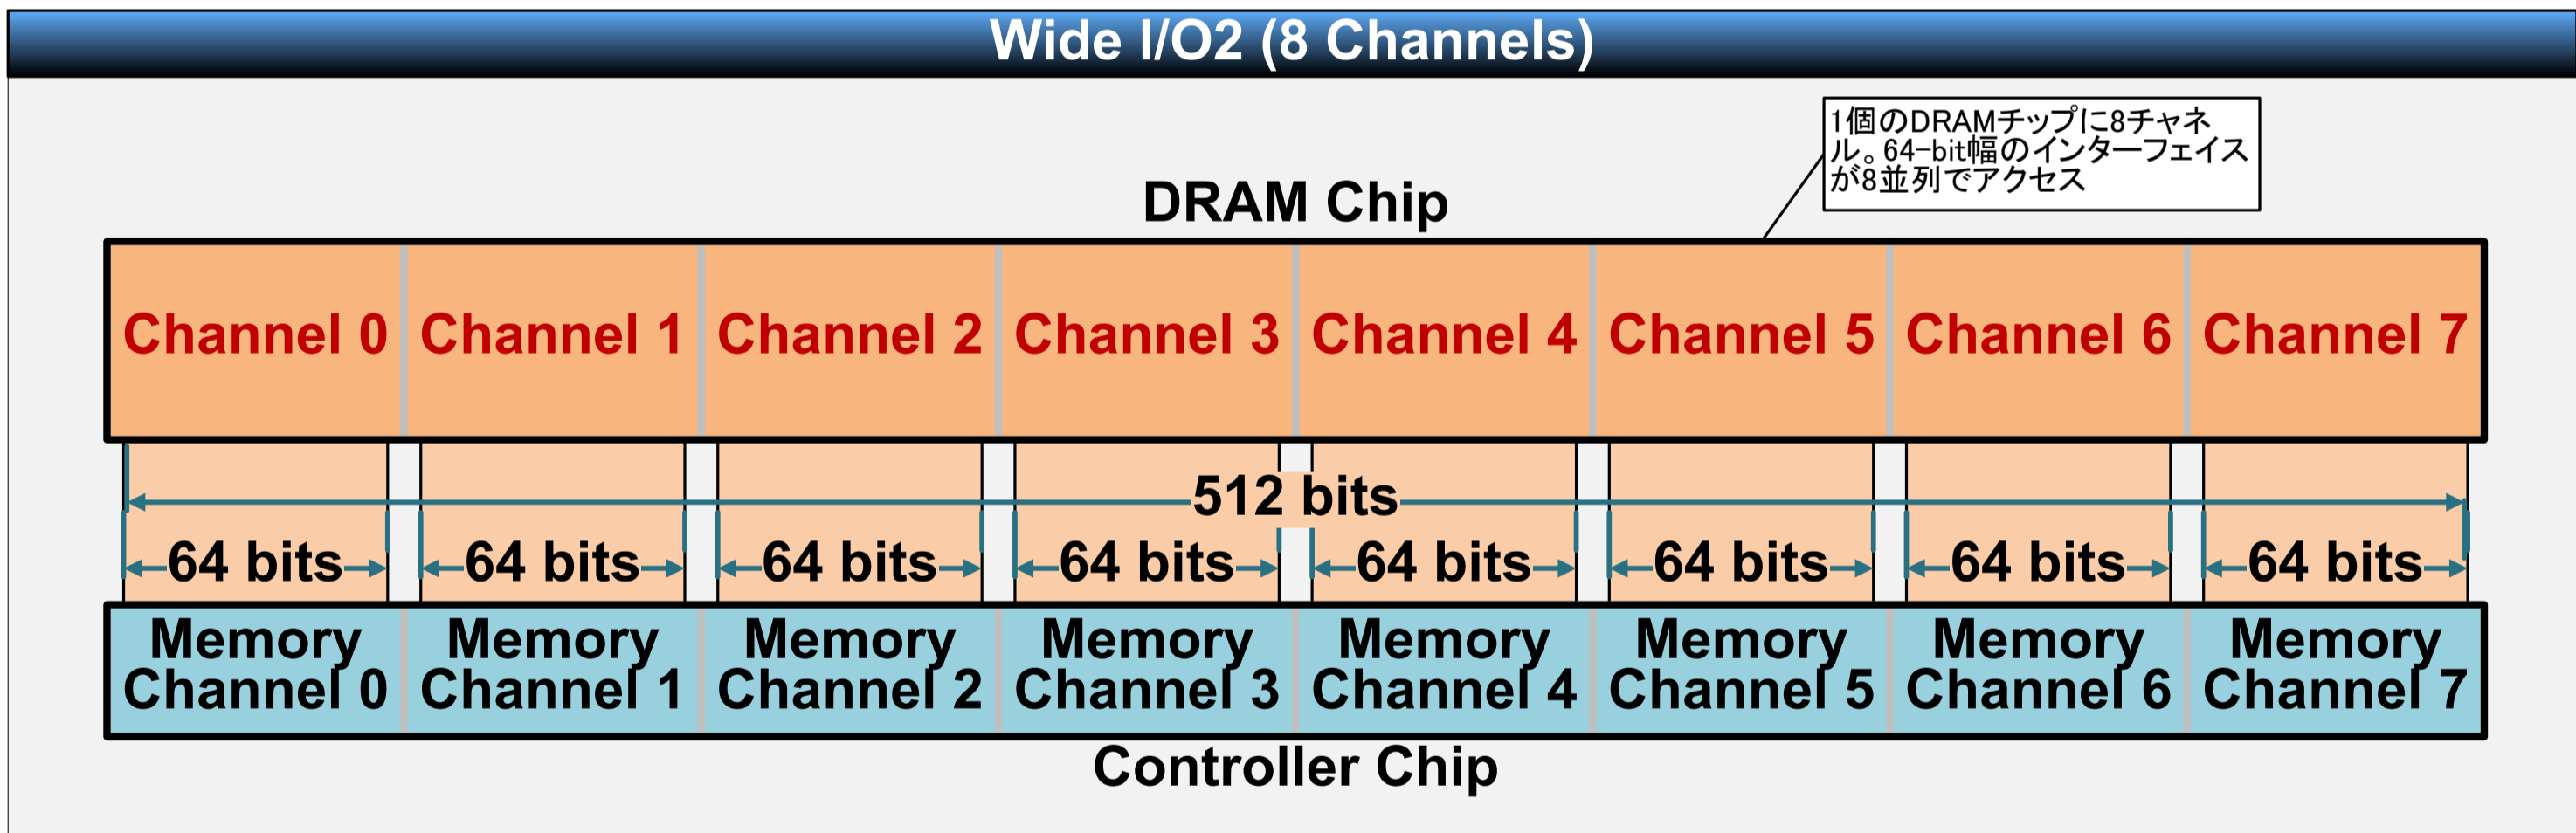 Wide I/O2 (8 Channels)
1個のDRAMチップに8チャネ
ル。64-bit幅のインターフェイス
が8並列でアクセス
DRAM Chip
Channel 0 Channel 1 Channel 2 Channel 3 Channel 4 Channel 5 Channel 6 Channel 7
512 bits
64 bits 64 bits 64 bits 64 bits 64 bits 64 bits 64 bits 64 bits
Memory Memory Memory Memory Memory Memory Memory Memory
Channel 0 Channel 1 Channel 2 Channel 3 Channel 4 Channel 5 Channel 6 Channel 7
Controller Chip